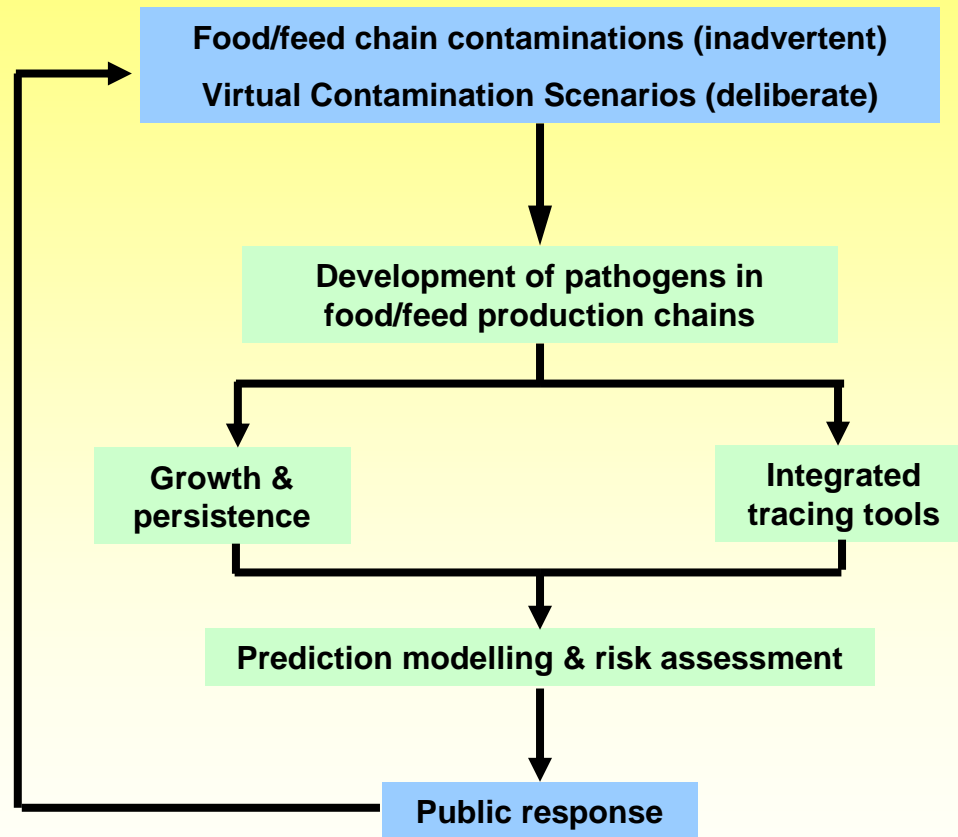 Food/feed chain contaminations (inadvertent)
Virtual Contamination Scenarios (deliberate)
Development of pathogens in
food/feed production chains
Growth &
persistence
Integrated
tracing tools
Prediction modelling & risk assessment
Public response